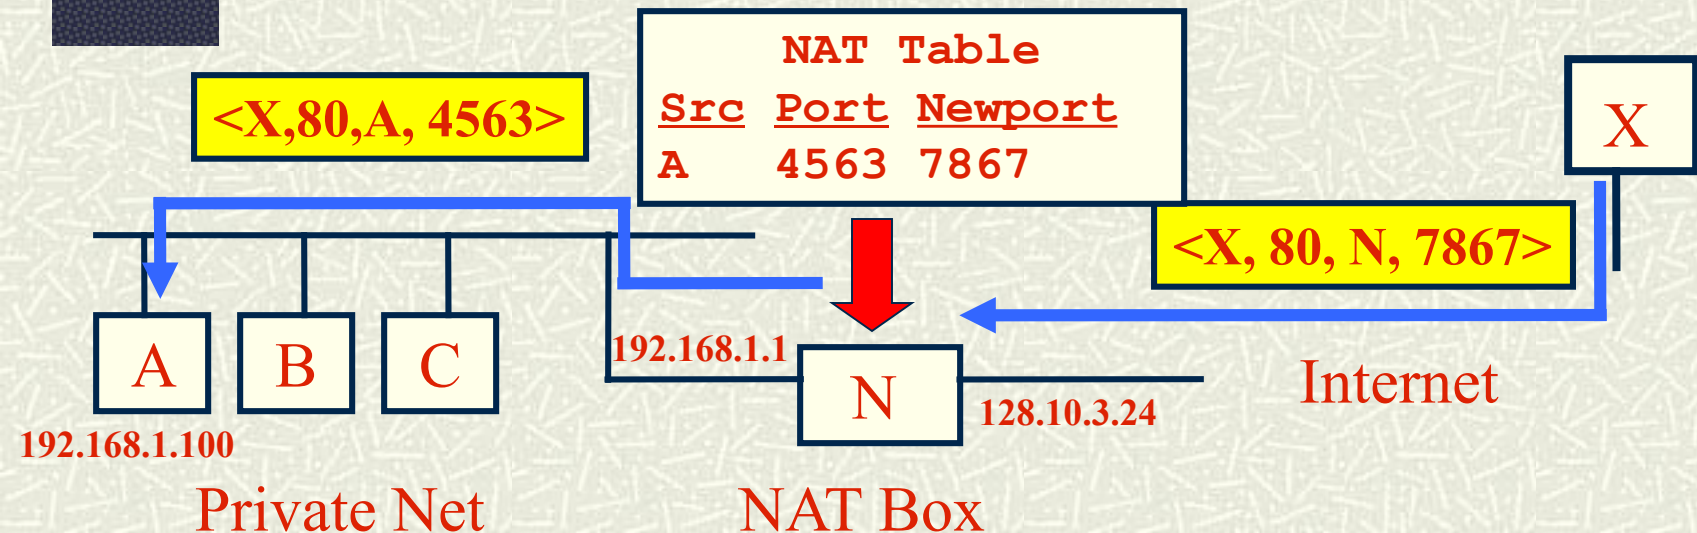 NAT Table
Src Port Newport
A 4563 7867
<X,80,A, 4563>
X
<X, 80, N, 7867>
A
B
C
192.168.1.1
N
Internet
128.10.3.24
192.168.1.100
Private Net
NAT Box